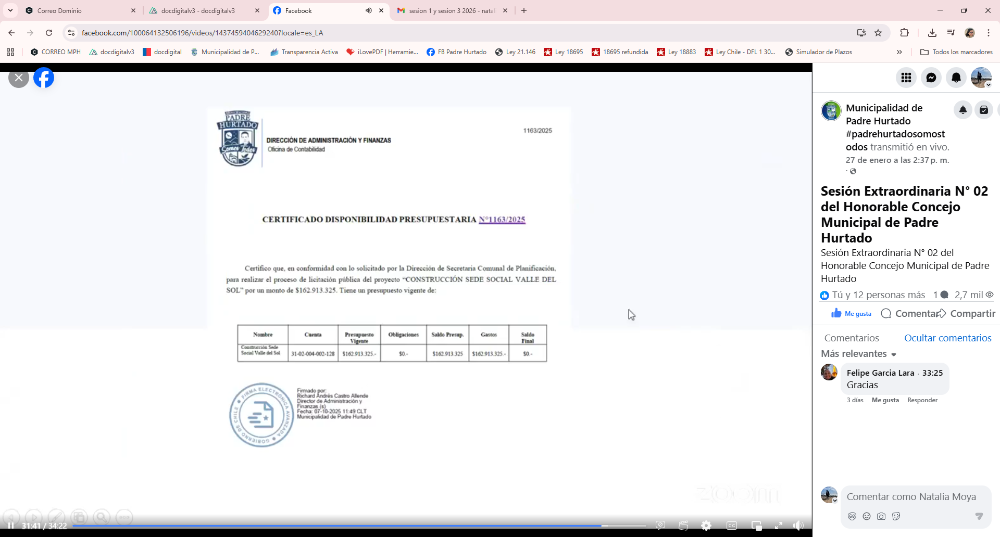 Correo Dominio
docdigitalv3 - docdigitalv3
Facebook
sesion 1 y sesion 3 2026 - natal
facebook.com/100064132506196/videos/1437459404629240?locale=es_LA
CORREO MPH
docdigitalv3
docdigital
Municipalidad de P...
Transparencia Activa
iLovePDF | Herramie...
FB Padre Hurtado
Ley 21.146
Ley 18695
18695 refundida
Ley 18883
Ley Chile - DFL 1 30...
Simulador de Plazos
Todos los marcadores
PADRE
HURTADO
Somos Todos
1163/2025
DIRECCIÓN DE ADMINISTRACIÓN Y FINANZAS
Oficina de Contabilidad
CERTIFICADO DISPONIBILIDAD PRESUPUESTARIA N°1163/2025
Certifico que, en conformidad con lo solicitado por la Dirección de Secretaria Comunal de Planificación,
para realizar el proceso de licitación pública del proyecto “CONSTRUCCIÓN SEDE SOCIAL VALLE DEL
SOL” por un monto de $162.913.325. Tiene un presupuesto vigente de:
Nombre Cuenta Presupuesto Vigente Obligaciones Saldo Presup. Gastos Saldo Final
Construcción Sede Social Valle del Sol 31-02-004-002-128 $162.913.325.- $0.- $162.913.325 $162.913.325.- $0.-
FIRMA ELECTRÓNICA AVANZADA
GOBIERNO DE CHILE
Firmado por:
Richard Andrés Castro Allende
Director de Administración y
Finanzas (s)
Fecha: 07-10-2025 11:49 CLT
Municipalidad de Padre Hurtado
zoom
31:41 / 34:22
Municipalidad de
Padre Hurtado
#padrehurtadosomost
odos transmitió en vivo.
27 de enero a las 2:37 p. m.
·
Sesión Extraordinaria N° 02
del Honorable Concejo
Municipal de Padre
Hurtado
Sesión Extraordinaria N° 02 del
Honorable Concejo Municipal de Padre
Hurtado
Tú y 12 personas más 1 2,7 mil
Me gusta Comentar Compartir
Comentarios Ocultar comentarios
Más relevantes
Felipe Garcia Lara · 33:25
Gracias
3 días Me gusta Responder
Comentar como Natalia Moya